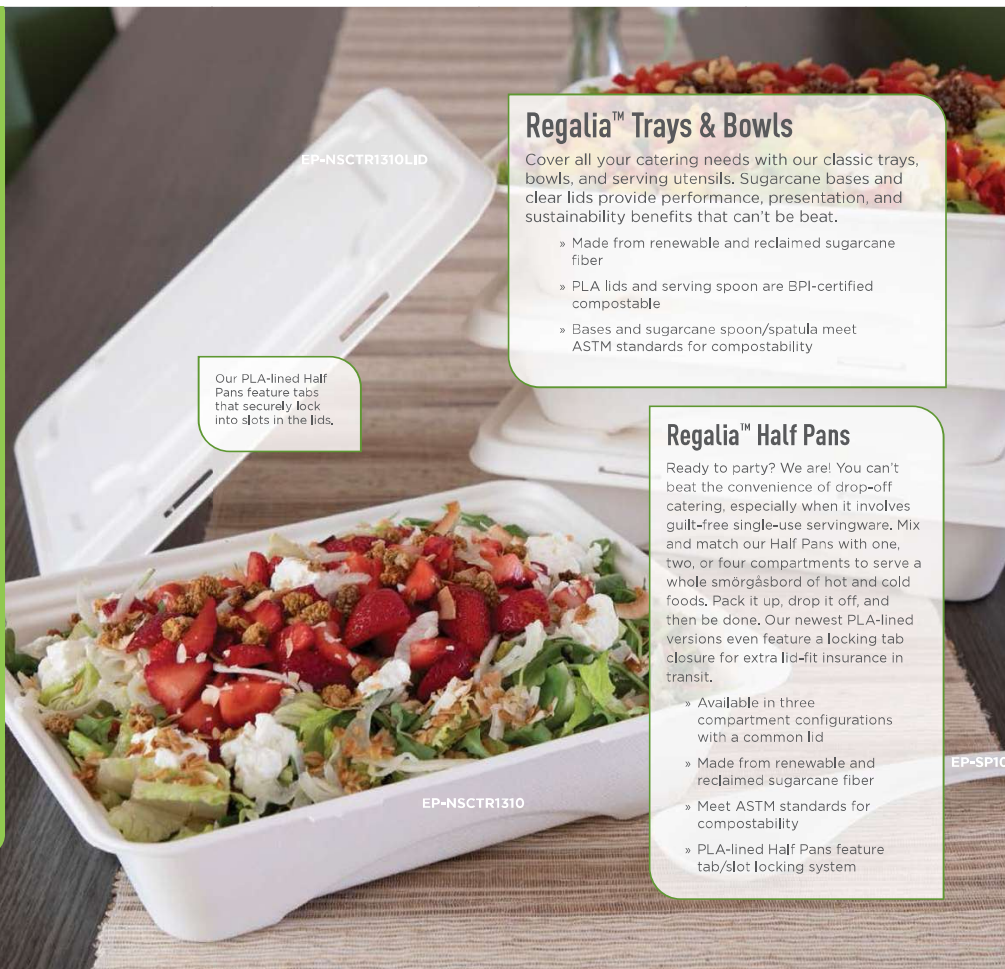 EP-NSCTR1310LID
Regalia™ Trays & Bowls
Cover all your catering needs with our classic trays,
bowls, and serving utensils. Sugarcane bases and
clear lids provide performance, presentation, and
sustainability benefits that can't be beat.
» Made from renewable and reclaimed sugarcane
fiber
» PLA lids and serving spoon are BPI-certified
compostable
» Bases and sugarcane spoon/spatula meet
ASTM standards for compostability
Our PLA-lined Half
Pans feature tabs
that securely lock
into slots in the lids.
Regalia™ Half Pans
Ready to party? We are! You can't
beat the convenience of drop-off
catering, especially when it involves
guilt-free single-use servingware. Mix
and match our Half Pans with one,
two, or four compartments to serve a
whole smörgåsbord of hot and cold
foods. Pack it up, drop it off, and
then be done. Our newest PLA-lined
versions even feature a locking tab
closure for extra lid-fit insurance in
transit.
» Available in three
compartment configurations
with a common lid
» Made from renewable and
reclaimed sugarcane fiber
» Meet ASTM standards for
compostability
» PLA-lined Half Pans feature
tab/slot locking system
EP-SP10
EP-NSCTR1310